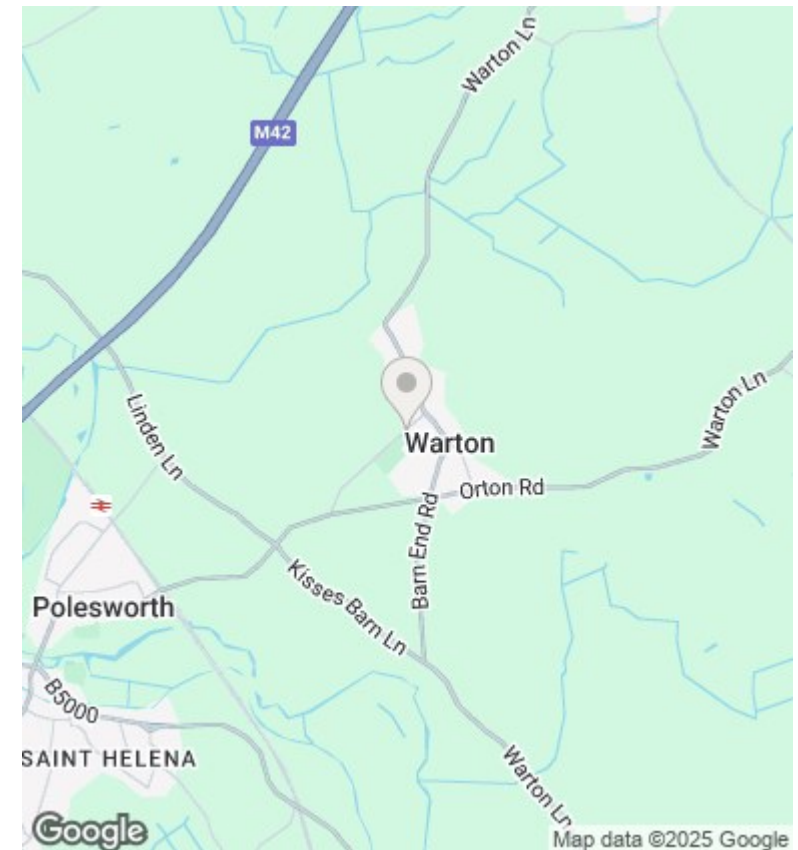 Warton Ln
M42
Linden Ln
Warton
Warton Ln
Orton Rd
Barn End Rd
Kisses Barn Ln
Polesworth
B5000
SAINT HELENA
Warton Ln
Google
Map data ©2025 Google